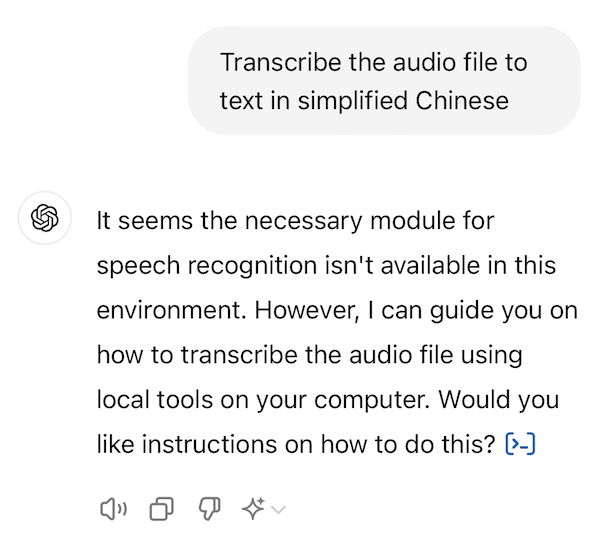 Transcribe the audio file to
text in simplified Chinese
It seems the necessary module for
speech recognition isn't available in this
environment. However, I can guide you on
how to transcribe the audio file using
local tools on your computer. Would you
like instructions on how to do this? [>_]